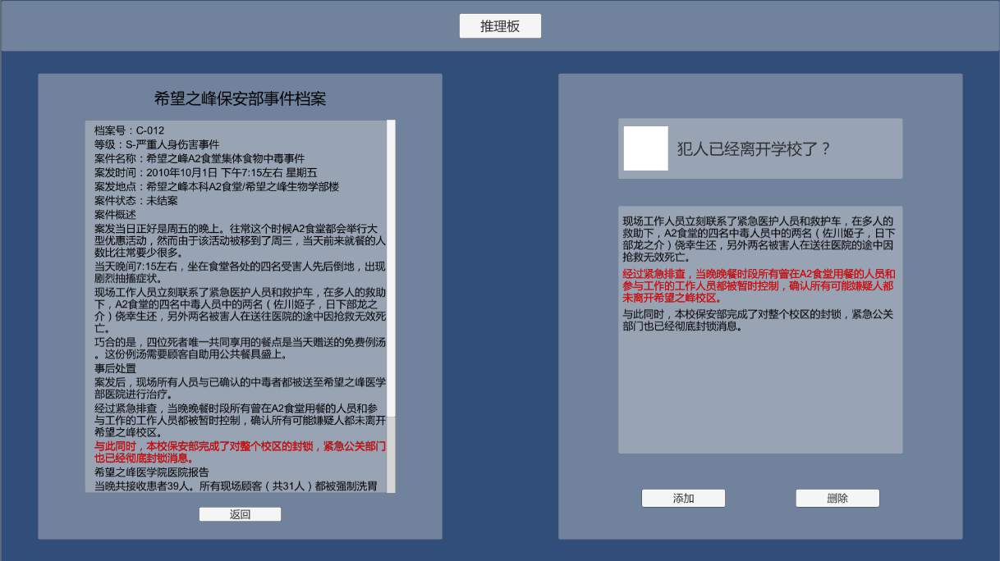 推理板
希望之峰保安部事件档案
档案号：C-012
等级：S-严重人身伤害事件
案件名称：希望之峰A2食堂集体食物中毒事件
案发时间：2010年10月1日 下午7:15左右 星期五
案发地点：希望之峰本科A2食堂/希望之峰生物学部楼
案件状态：未结案
案件概述
案发当日正好是周五的晚上。往常这个时候A2食堂都会举行大
型优惠活动，然而由于该活动被移到了周三，当天前来就餐的人
数比往常要少很多。
当天晚间7:15左右，坐在食堂各处的四名受害人先后倒地，出现
剧烈抽搐症状。
现场工作人员立刻联系了紧急医护人员和救护车，在多人的救助
下，A2食堂的四名中毒人员中的两名（佐川姬子，日下部龙之
介）侥幸生还，另外两名被害人在送往医院的途中因抢救无效死
亡。
巧合的是，四位死者唯一共同享用的餐点是当天赠送的免费例汤
。这份例汤需要顾客自助用公共餐具盛上。
事后处置
案发后，现场所有人员与已确认的中毒者都被送至希望之峰医学
部医院进行治疗。
经过紧急排查，当晚晚餐时段所有曾在A2食堂用餐的人员和参
与工作的工作人员都被暂时控制，确认所有可能嫌疑人都未离开
希望之峰校区。
与此同时，本校保安部完成了对整个校区的封锁，紧急公关部门
也已经彻底封锁消息。
希望之峰医学院医院报告
当晚共接收患者39人。所有现场顾客（共31人）都被强制洗胃
返回
犯人已经离开学校了？
现场工作人员立刻联系了紧急医护人员和救护车，在多人的
救助下，A2食堂的四名中毒人员中的两名（佐川姬子，日下
部龙之介）侥幸生还，另外两名被害人在送往医院的途中因
抢救无效死亡。
经过紧急排查，当晚晚餐时段所有曾在A2食堂用餐的人员和
参与工作的工作人员都被暂时控制，确认所有可能嫌疑人都
未离开希望之峰校区。
与此同时，本校保安部完成了对整个校区的封锁，紧急公关
部门也已经彻底封锁消息。
添加
删除